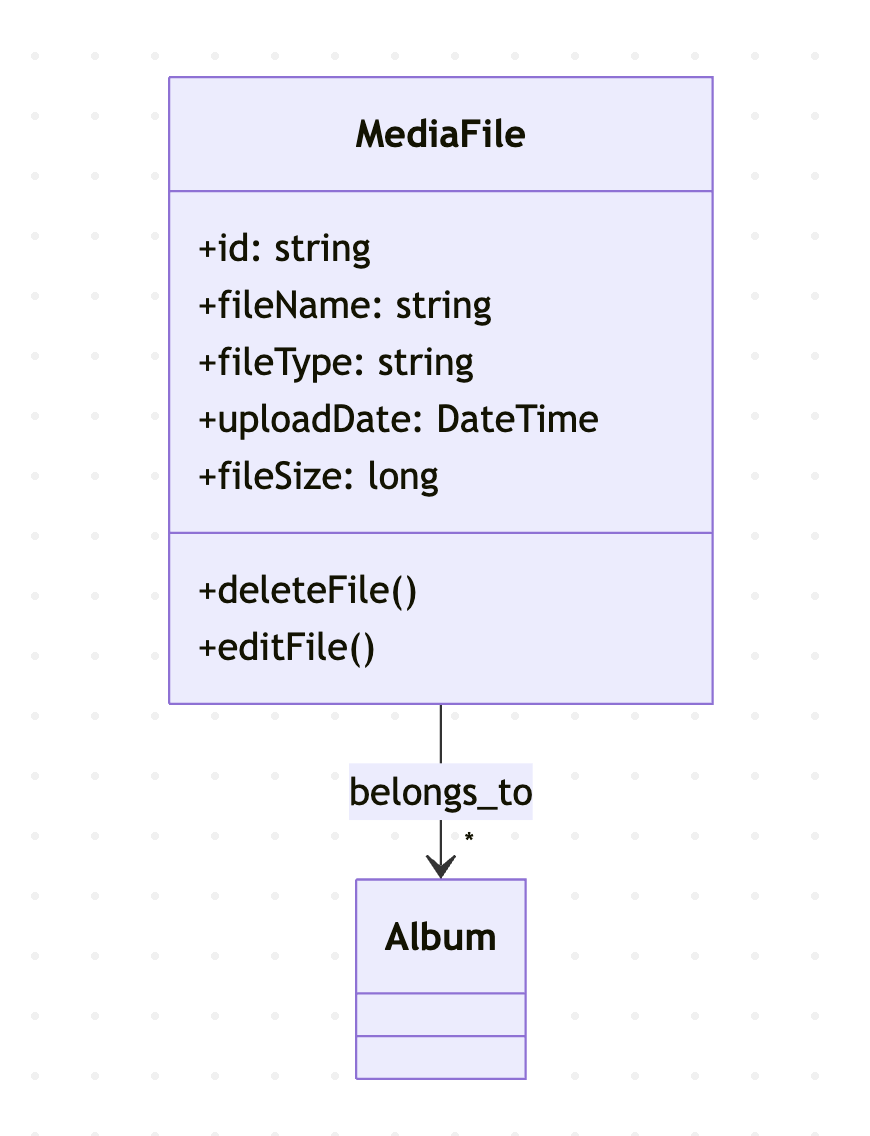 MediaFile
+id: string
+fileName: string
+fileType: string
+uploadDate: DateTime
+fileSize: long
+deleteFile()
+editFile()
belongs_to
*
Album